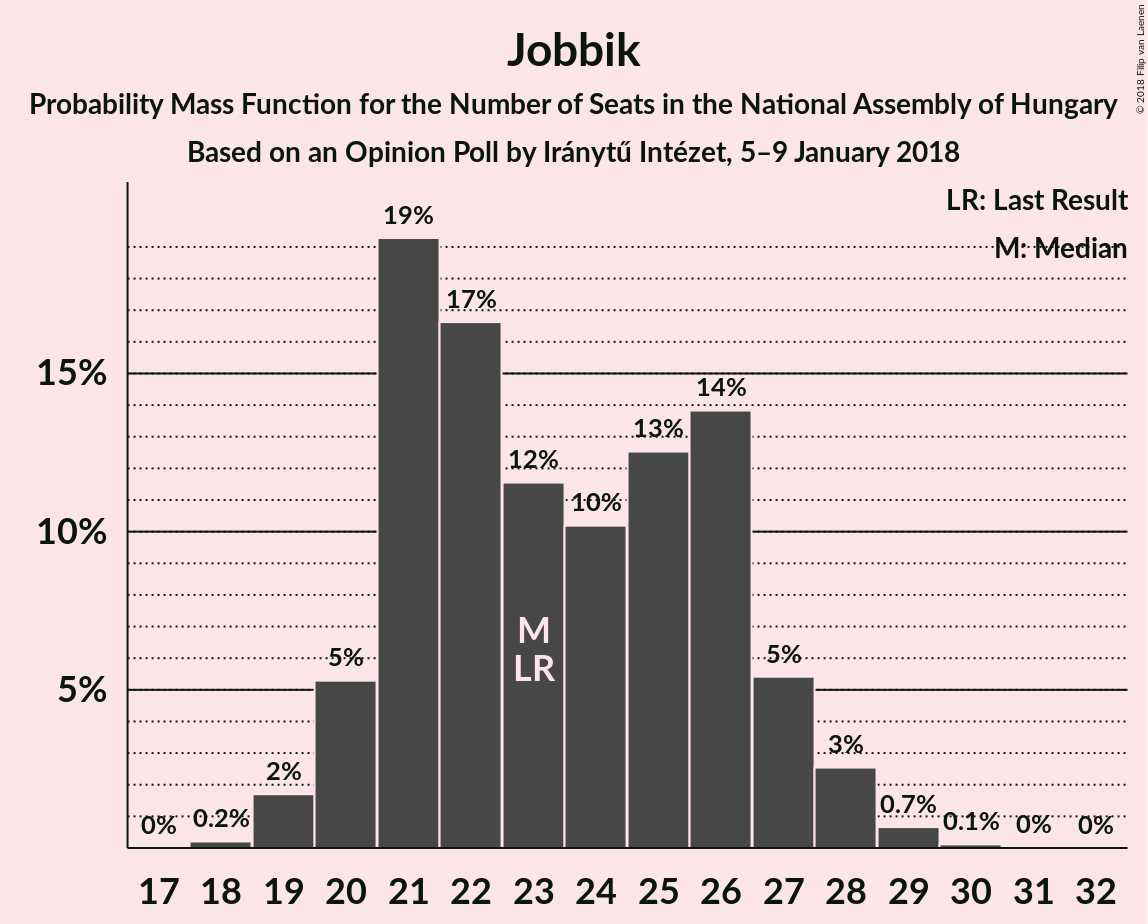 Jobbik
Probability Mass Function for the Number of Seats in the National Assembly of Hungary
Based on an Opinion Poll by Iránytű Intézet, 5–9 January 2018
© 2018 Filip van Laenen
LR: Last Result
M: Median
15%
10%
5%
0%
0.2%
2%
5%
19%
17%
12%
10%
13%
14%
5%
3%
0.7%
0.1%
0%
0%
M
LR
17 18 19 20 21 22 23 24 25 26 27 28 29 30 31 32